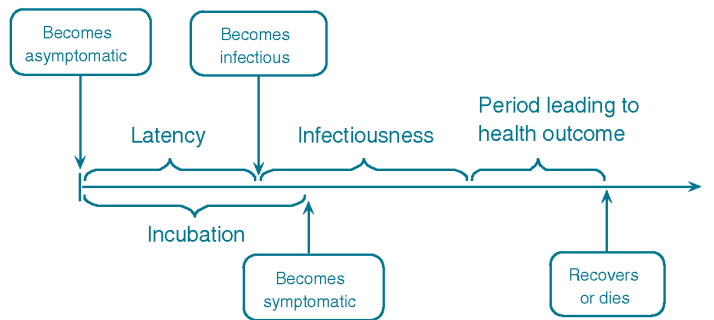 Becomes
asymptomatic
Becomes
infectious
Latency
Infectiousness
Period leading to
health outcome
Incubation
Becomes
symptomatic
Recovers
or dies